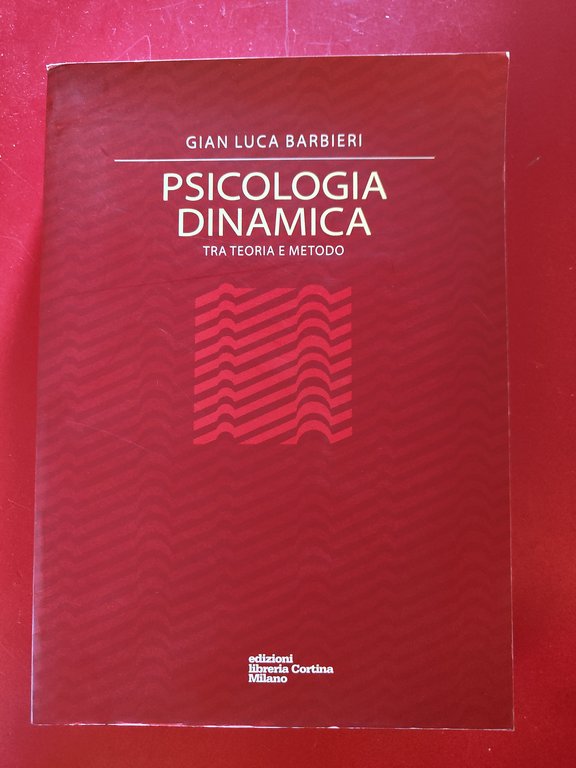 GIAN LUCA BARBIERI
PSICOLOGIA
DINAMICA
TRA TEORIA E METODO
edizioni
libreria Cortina
Milano